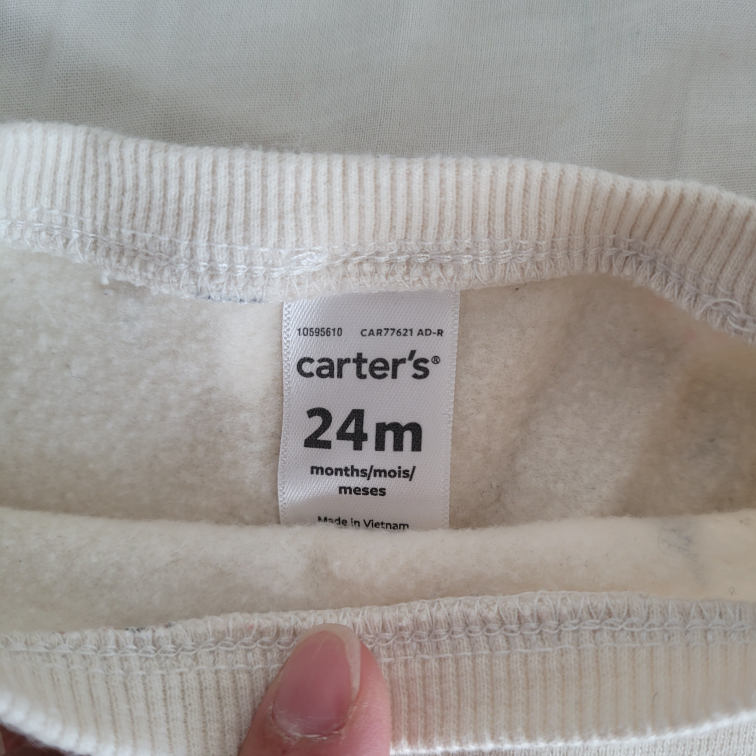 10595610 CAR77621 AD-R
carter's®
24m
months/mois/
meses
Made in Vietnam